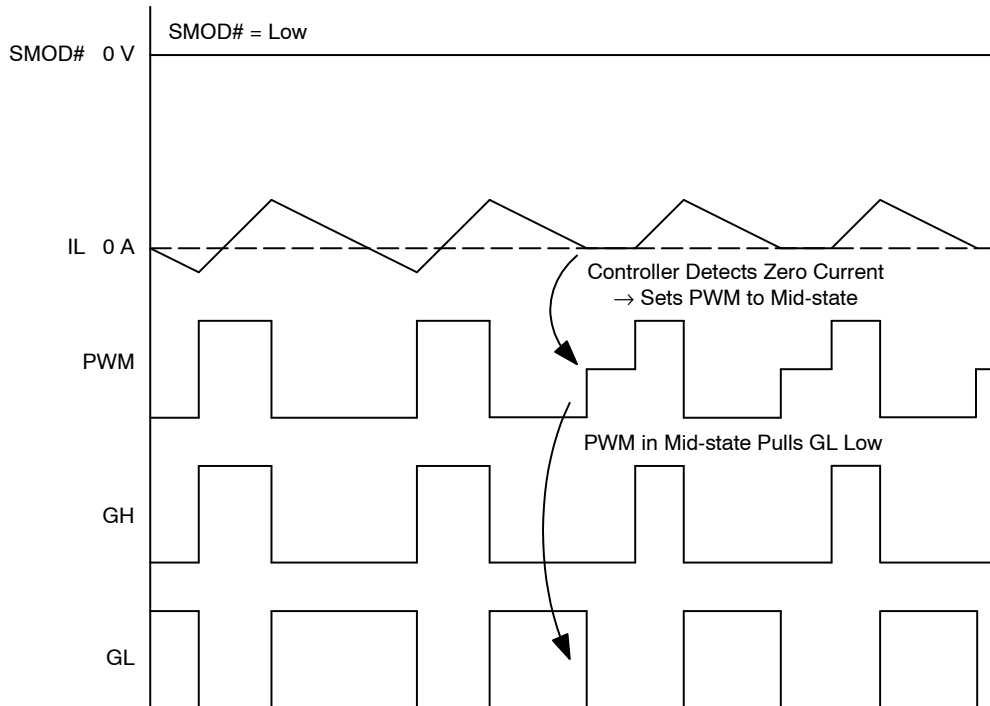 SMOD# = Low
SMOD# 0 V
IL 0 A
Controller Detects Zero Current
→ Sets PWM to Mid-state
PWM
PWM in Mid-state Pulls GL Low
GH
GL